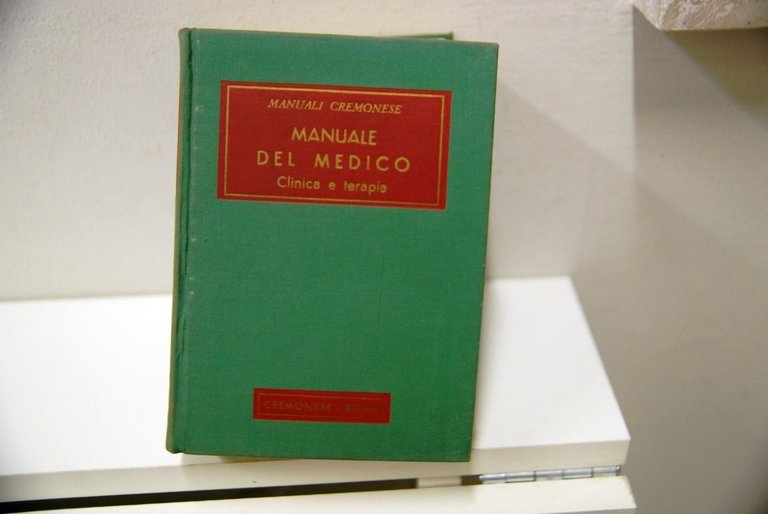 MANUALI CREMONESE
MANUALE
DEL MEDICO
Clinica e terapia
CREMONESE - ROMA